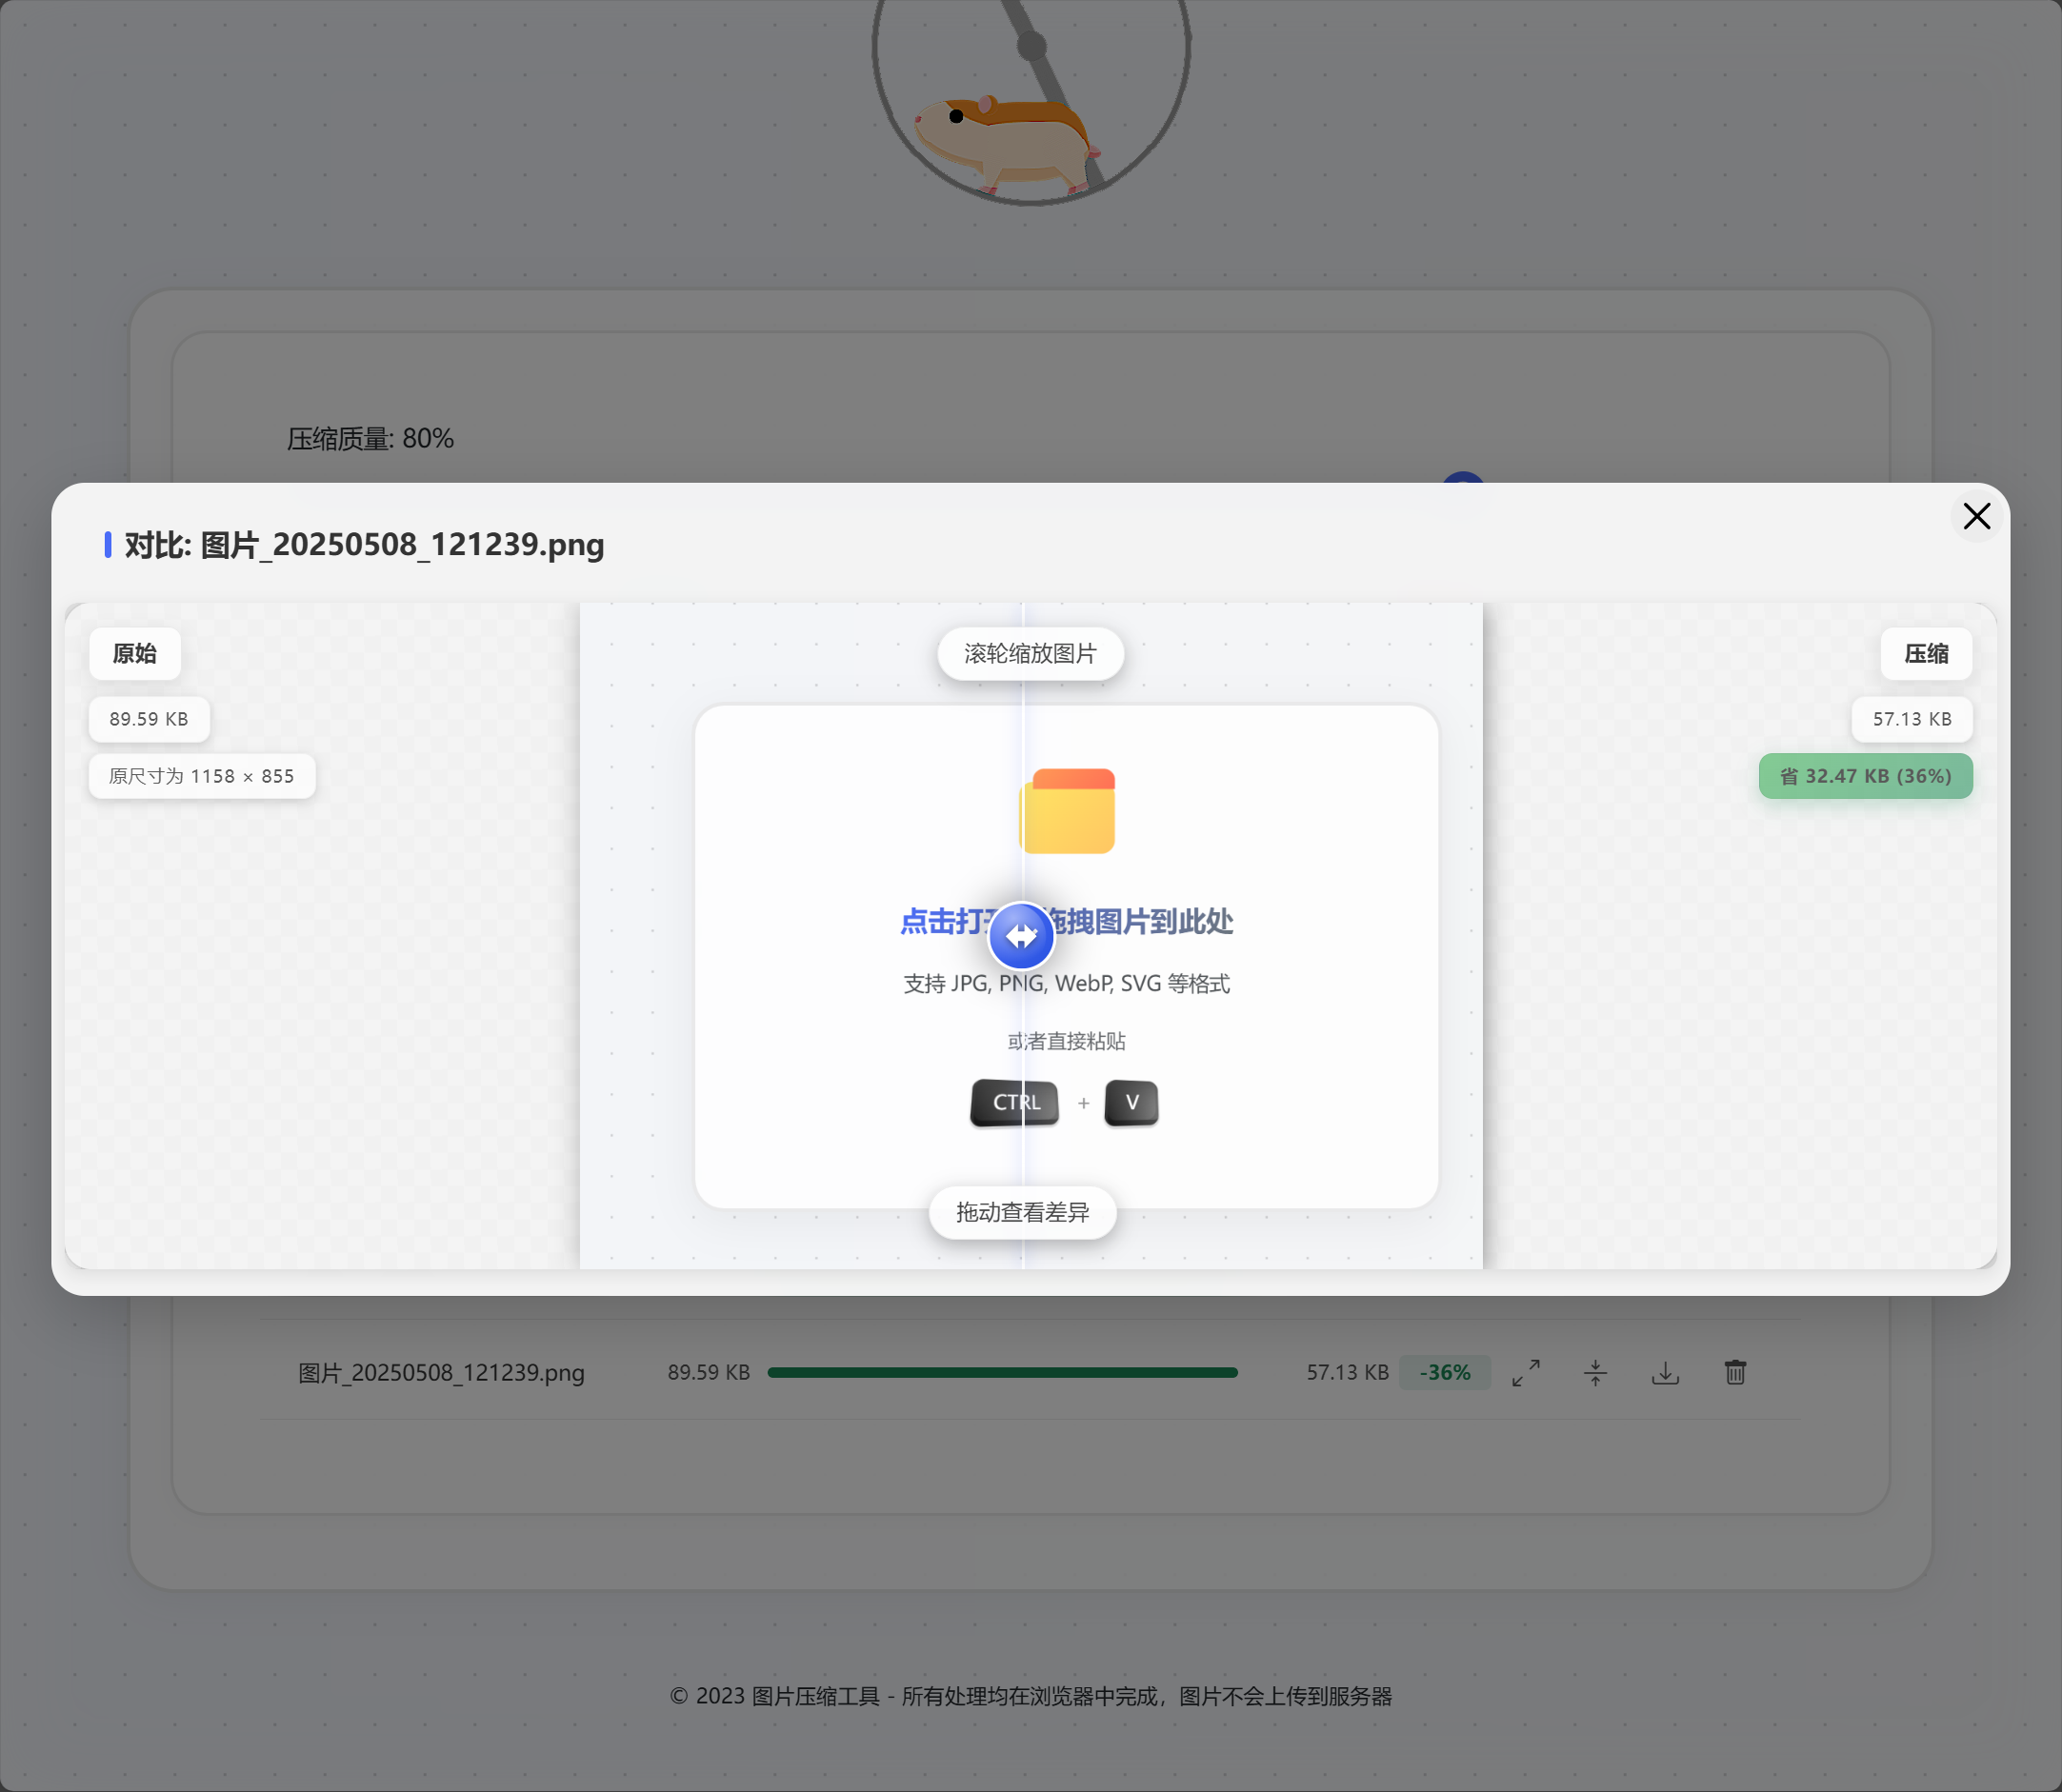 压缩质量: 80%
对比: 图片_20250508_121239.png
原始
滚轮缩放图片
压缩
89.59 KB
57.13 KB
原尺寸为 1158 × 855
省 32.47 KB (36%)
点击打 拖拽图片到此处
支持 JPG, PNG, WebP, SVG 等格式
或者直接粘贴
CTRL + V
拖动查看差异
图片_20250508_121239.png 89.59 KB 57.13 KB -36%
© 2023 图片压缩工具 - 所有处理均在浏览器中完成，图片不会上传到服务器